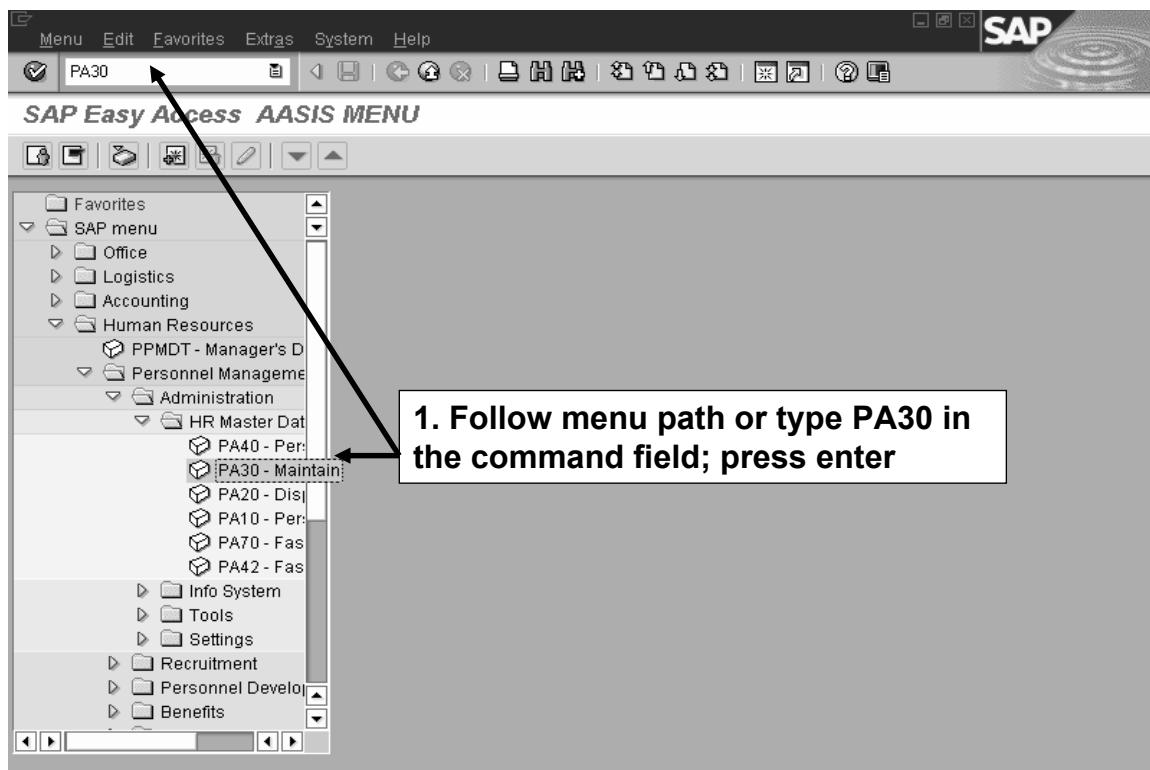 Menu Edit Favorites Extras System Help
SAP
PA30
SAP Easy Access AASIS MENU
Favorites
SAP menu
Office
Logistics
Accounting
Human Resources
PPMDT - Manager's D
Personnel Manageme
Administration
HR Master Dat
PA40 - Per
PA30 - Maintain
PA20 - Disp
PA10 - Per
PA70 - Fas
PA42 - Fas
Info System
Tools
Settings
Recruitment
Personnel Develop
Benefits
1. Follow menu path or type PA30 in
the command field; press enter